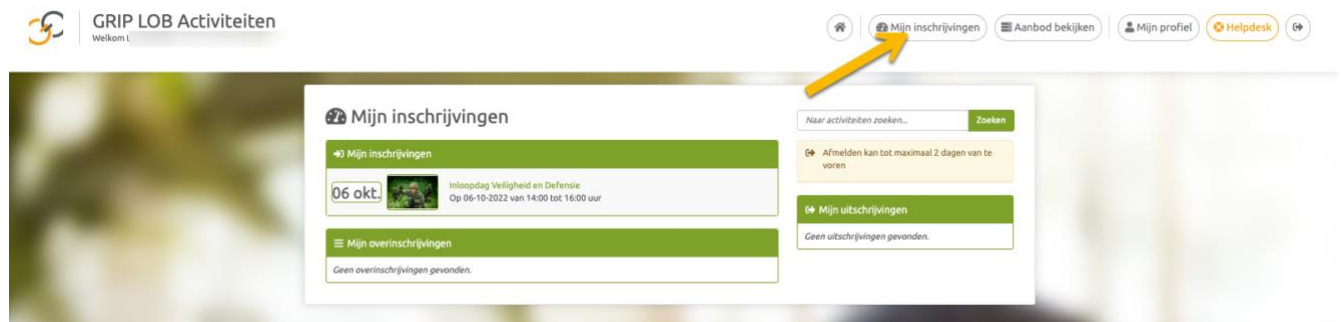 GRIP LOB Activiteiten
Welkom
Mijn inschrijvingen
Aanbod bekijken
Mijn profiel
Helpdesk
Mijn inschrijvingen
Naar activiteiten zoeken...
Zoeken
Mijn inschrijvingen
Afmelden kan tot maximaal 2 dagen van te
voren
06 okt.
Inloopdag Veiligheid en Defensie
Op 06-10-2022 van 14:00 tot 16:00 uur
Mijn uitschrijvingen
Geen uitschrijvingen gevonden.
Mijn overinschrijvingen
Geen overinschrijvingen gevonden.